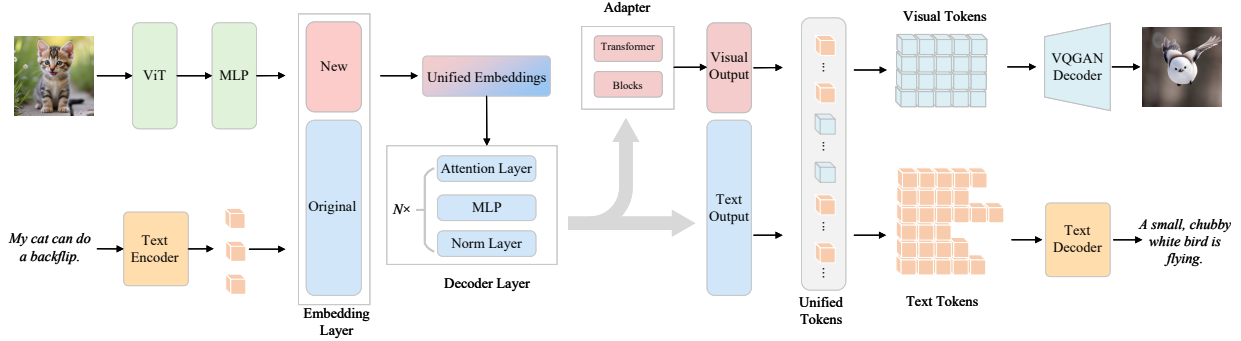 ViT
MLP
New
Original
Embedding
Layer
My cat can do
a backflip.
Text
Encoder
Unified Embeddings
N×
Attention Layer
MLP
Norm Layer
Decoder Layer
Adapter
Transformer
Blocks
Visual
Output
Text
Output
Unified
Tokens
Visual Tokens
VQGAN
Decoder
Text Tokens
Text
Decoder
A small, chubby
white bird is
flying.